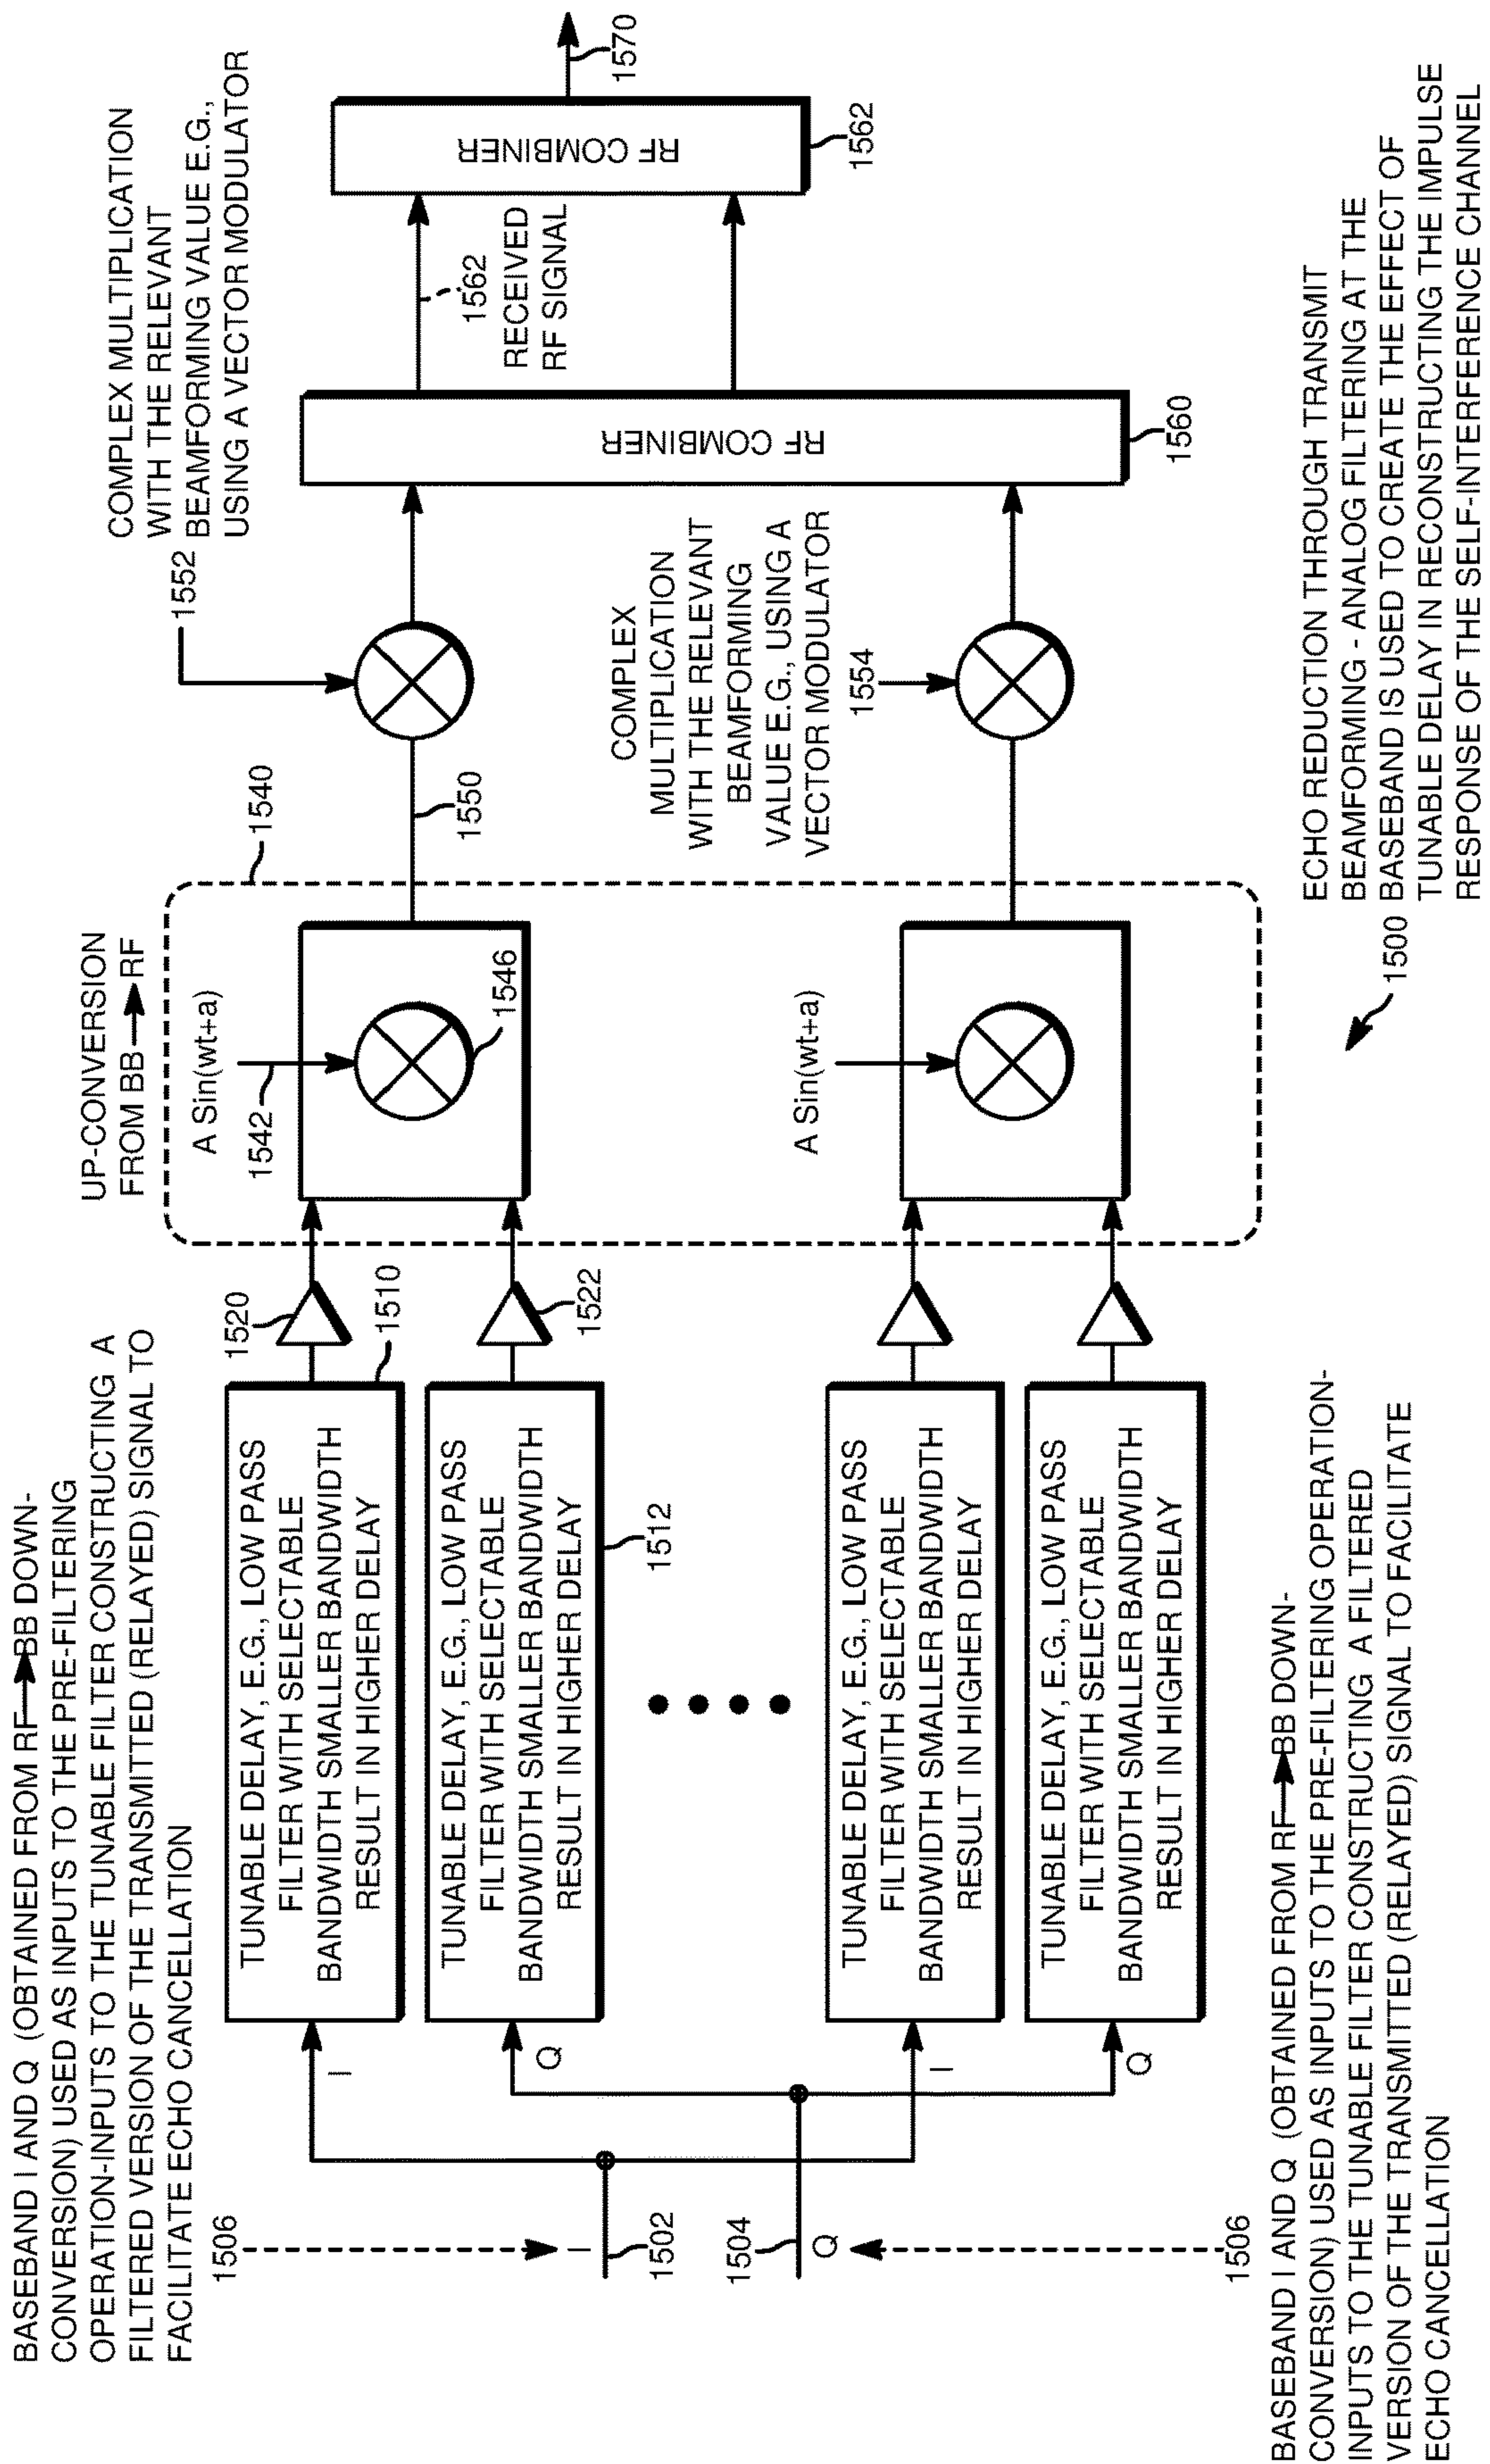 BASEBAND I AND Q (OBTAINED FROM RF BB DOWN-
CONVERSION) USED AS INPUTS TO THE PRE-FILTERING
OPERATION-INPUTS TO THE TUNABLE FILTER CONSTRUCTING A
FILTERED VERSION OF THE TRANSMITTED (RELAYED) SIGNAL TO
FACILITATE ECHO CANCELLATION
1506
I
1502
1504
Q
1506
I
Q
I
Q
TUNABLE DELAY, E.G., LOW PASS
FILTER WITH SELECTABLE
BANDWIDTH SMALLER BANDWIDTH
RESULT IN HIGHER DELAY
1510
TUNABLE DELAY, E.G., LOW PASS
FILTER WITH SELECTABLE
BANDWIDTH SMALLER BANDWIDTH
RESULT IN HIGHER DELAY
1512
TUNABLE DELAY, E.G., LOW PASS
FILTER WITH SELECTABLE
BANDWIDTH SMALLER BANDWIDTH
RESULT IN HIGHER DELAY
TUNABLE DELAY, E.G., LOW PASS
FILTER WITH SELECTABLE
BANDWIDTH SMALLER BANDWIDTH
RESULT IN HIGHER DELAY
1520
1522
UP-CONVERSION
FROM BB RF
1540
A Sin(wt+a)
1542
1546
A Sin(wt+a)
1550
1552
COMPLEX MULTIPLICATION
WITH THE RELEVANT
BEAMFORMING VALUE E.G.,
USING A VECTOR MODULATOR
COMPLEX
MULTIPLICATION
WITH THE RELEVANT
BEAMFORMING
VALUE E.G., USING A
VECTOR MODULATOR
1554
RF COMBINER
1560
1562
RECEIVED
RF SIGNAL
RF COMBINER
1562
1570
BASEBAND I AND Q (OBTAINED FROM RF BB DOWN-
CONVERSION) USED AS INPUTS TO THE PRE-FILTERING OPERATION-
INPUTS TO THE TUNABLE FILTER CONSTRUCTING A FILTERED
VERSION OF THE TRANSMITTED (RELAYED) SIGNAL TO FACILITATE
ECHO CANCELLATION
1500
ECHO REDUCTION THROUGH TRANSMIT
BEAMFORMING - ANALOG FILTERING AT THE
BASEBAND IS USED TO CREATE THE EFFECT OF
TUNABLE DELAY IN RECONSTRUCTING THE IMPULSE
RESPONSE OF THE SELF-INTERFERENCE CHANNEL